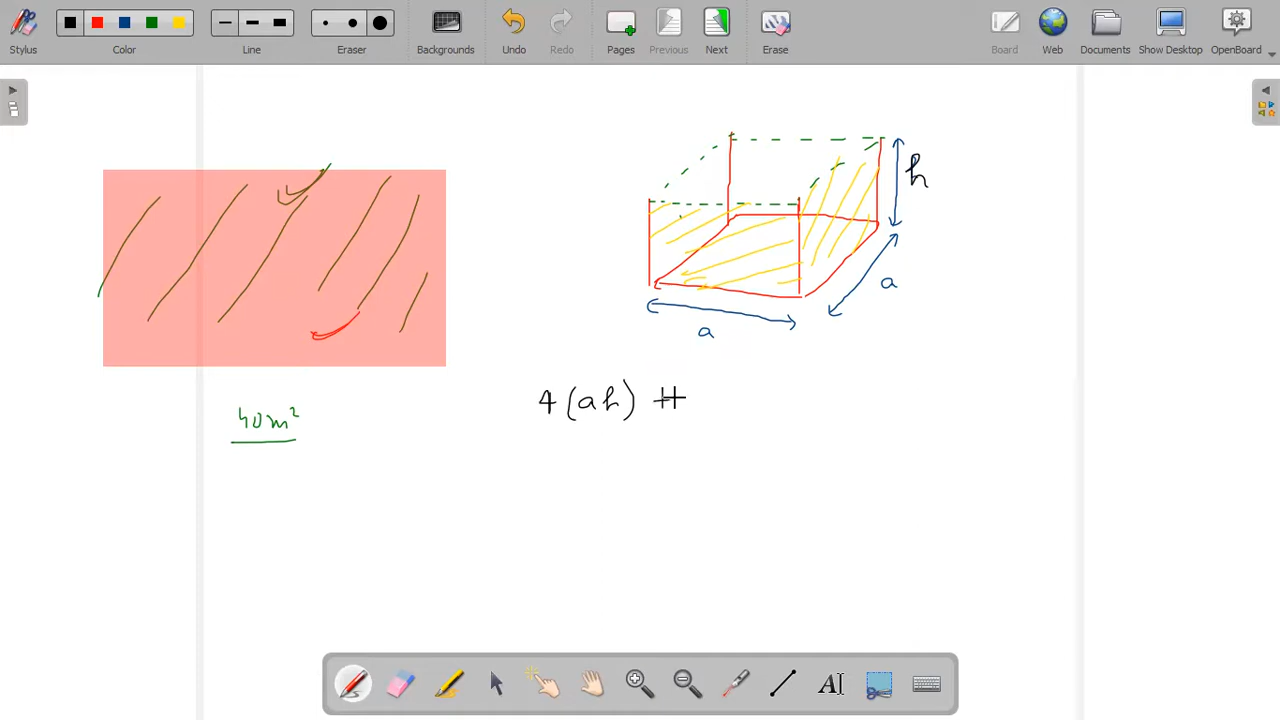 Stylus
Color
Line
Eraser
Backgrounds
Undo
Redo
Pages
Previous
Next
Erase
Board
Web
Documents
Show Desktop
OpenBoard
h
a
a
4(ah) +
40m²
A